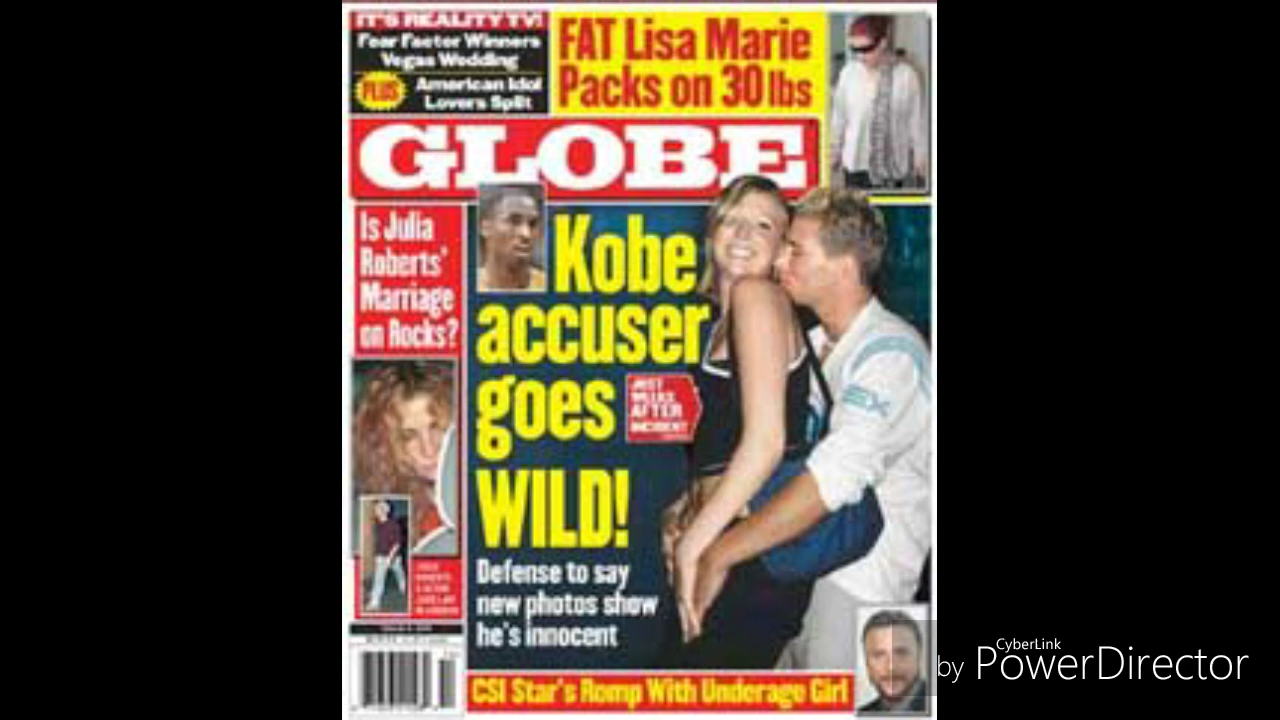 IT'S REALITY TV!
Fear Factor Winners
Vegas Wedding
PLUS
American Idol
Lovers Split
FAT Lisa Marie
Packs on 30 lbs
GLOBE
Is Julia
Roberts'
Marriage
on Rocks?
Kobe
accuser
goes
WILD!
JUST
WEEKS
AFTER
INCIDENT
Defense to say
new photos show
he's innocent
CSI Star's Romp With Underage Girl
CyberLink
by PowerDirector